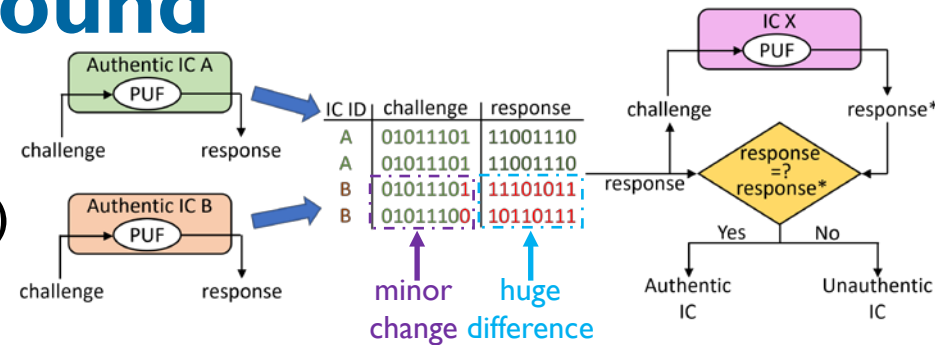 ound
)
Authentic IC A
PUF
challenge
response
Authentic IC B
PUF
challenge
response
IC ID challenge response
A 01011101 11001110
A 01011101 11001110
B 01011101 11101011
B 01011100 10110111
minor change
huge difference
IC X
PUF
challenge
response*
response
response
=?
response*
Yes
No
Authentic
IC
Unauthentic
IC